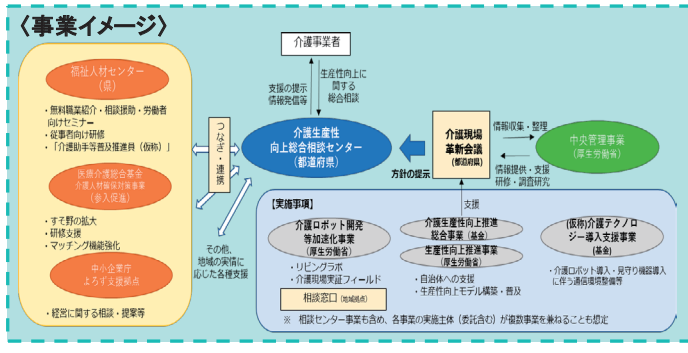 〈事業イメージ〉
福祉人材センター
(県)
・無料職業紹介・相談援助・労働者
向けセミナー
・従事者向け研修
・「介護助手等普及推進員(仮称)」
医療介護総合基金
介護人材確保対策事業
(参入促進)
・すそ野の拡大
・研修支援
・マッチング機能強化
中小企業庁
よろず支援拠点
・経営に関する相談・提案等
つなぎ・連携
その他、
地域の実情に
応じた各種支援
介護事業者
支援の提示
情報発信等
生産性向上に
関する
総合相談
介護生産性
向上総合相談センター
(都道府県)
方針の提示
介護現場
革新会議
(都道府県)
情報収集・整理
情報提供・支援
研修・調査研究
中央管理事業
(厚生労働省)
支援
【実施事項】
介護ロボット開発
等加速化事業
(厚生労働省)
・リビングラボ
・介護現場実証フィールド
相談窓口(地域拠点)
介護生産性向上推進
総合事業(基金)
生産性向上推進事業
(厚生労働省)
・自治体への支援
・生産性向上モデル構築・普及
(仮称)介護テクノロ
ジー導入支援事業
(基金)
・介護ロボット導入・見守り機器導入
に伴う通信環境整備等
※ 相談センター事業も含め、各事業の実施主体(委託含む)が複数事業を兼ねることも想定